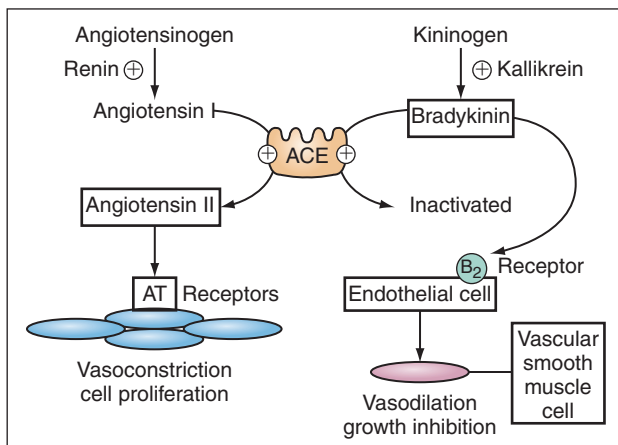 Angiotensinogen
Renin +
Angiotensin I
Kininogen
+ Kallikrein
Bradykinin
+ ACE +
Angiotensin II
Inactivated
AT Receptors
Vasoconstriction
cell proliferation
B2 Receptor
Endothelial cell
Vasodilation
growth inhibition
Vascular
smooth
muscle
cell